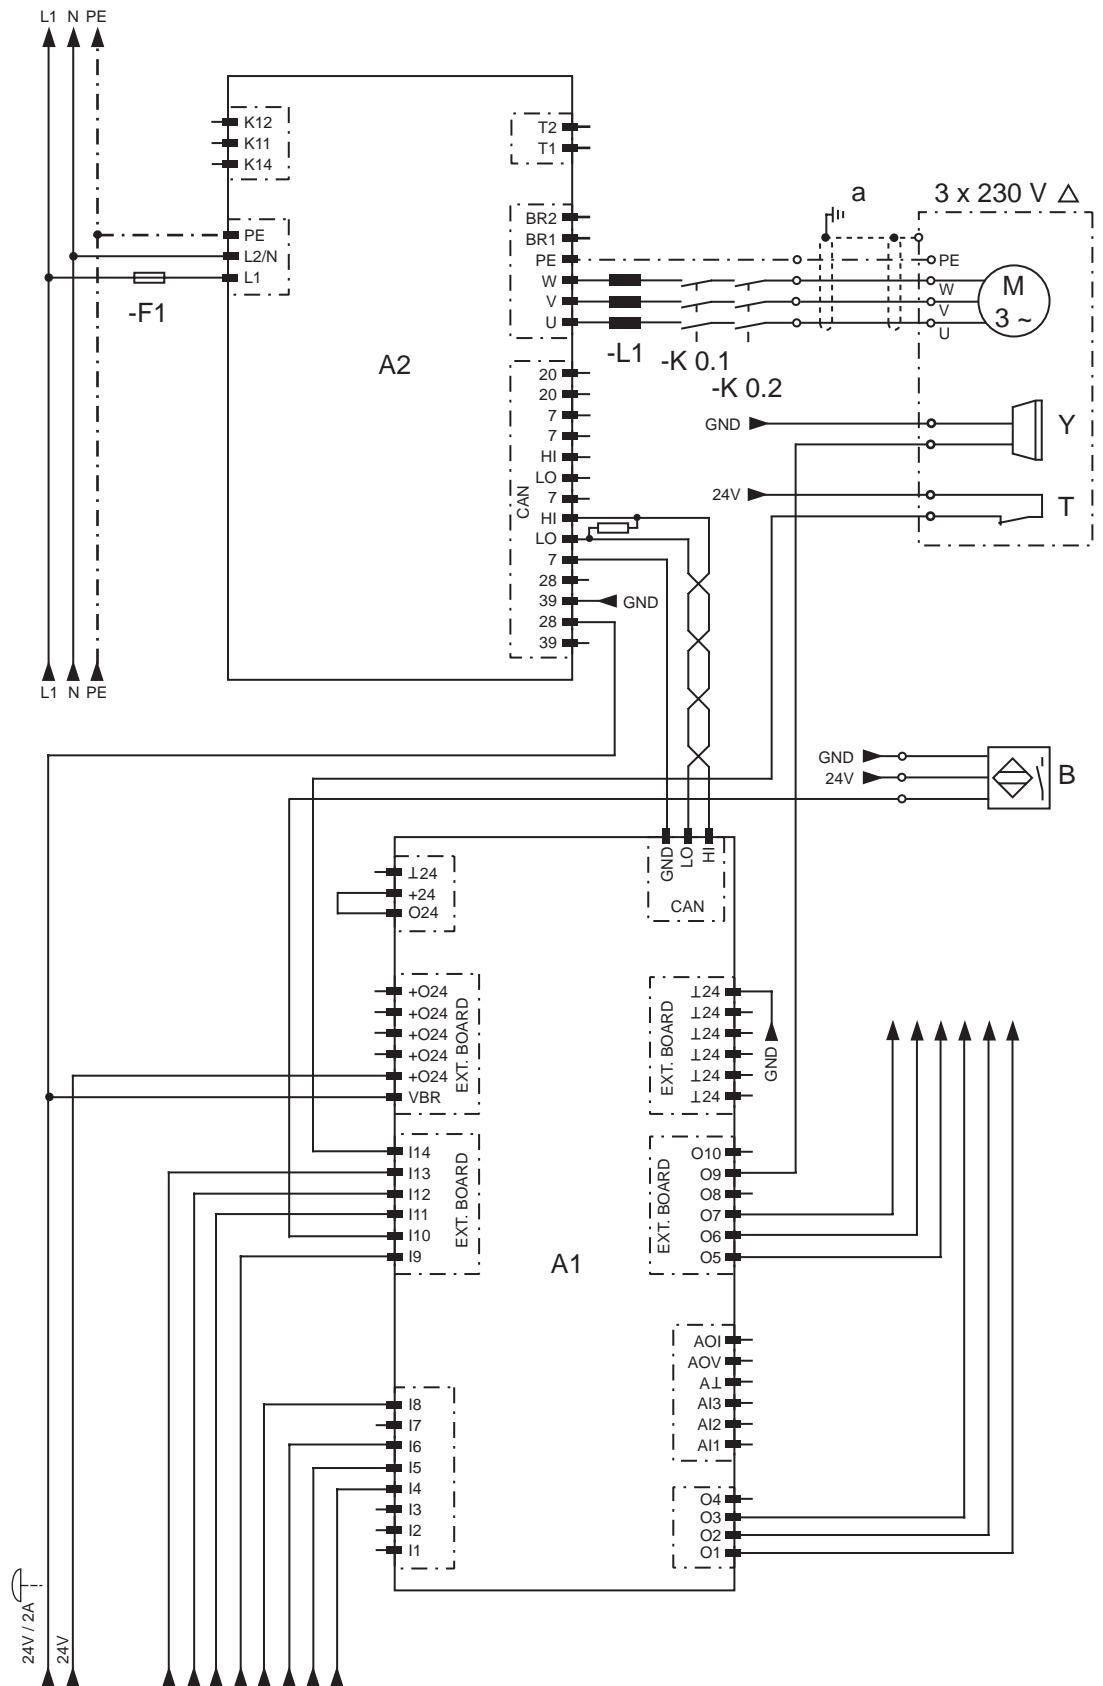 L1 N PE
K12
K11
K14
PE
L2/N
L1
-F1
A2
T2
T1
BR2
BR1
PE
W
V
U
-L1
-K 0.1
-K 0.2
a
3 x 230 V △
PE
W
V
U
M
3 ~
CAN
20
20
7
7
HI
LO
7
HI
LO
7
28
39
28
39
GND
GND
Y
24V
T
L1 N PE
GND
24V
B
GND
LO
HI
CAN
⊥24
+24
O24
+O24
+O24
+O24
+O24
+O24
VBR
EXT. BOARD
⊥24
⊥24
⊥24
⊥24
⊥24
⊥24
EXT. BOARD
GND
I14
I13
I12
I11
I10
I9
EXT. BOARD
O10
O9
O8
O7
O6
O5
EXT. BOARD
A1
AOI
AOV
A⊥
AI3
AI2
AI1
I8
I7
I6
I5
I4
I3
I2
I1
O4
O3
O2
O1
24V / 2A
24V